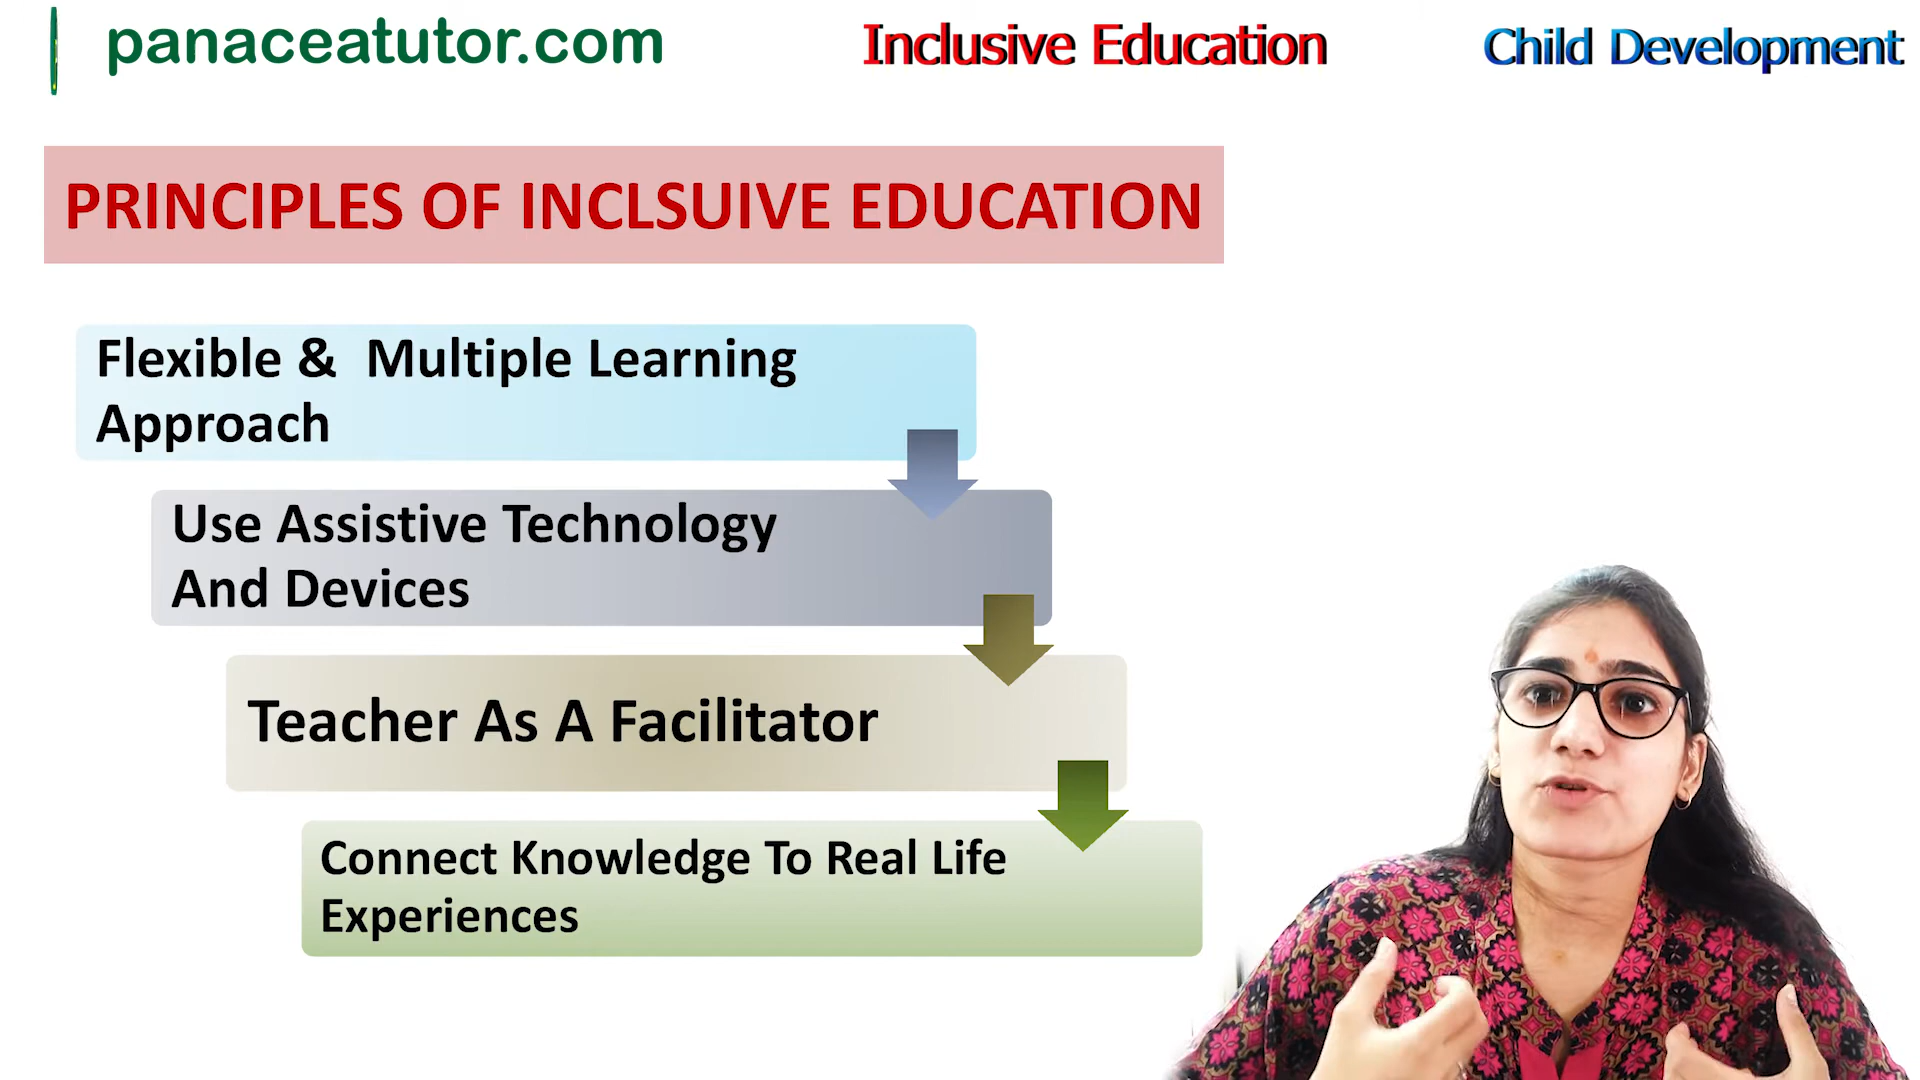 panaceatutor.com
Inclusive Education
Child Development
PRINCIPLES OF INCLSUIVE EDUCATION
Flexible & Multiple Learning
Approach
Use Assistive Technology
And Devices
Teacher As A Facilitator
Connect Knowledge To Real Life
Experiences